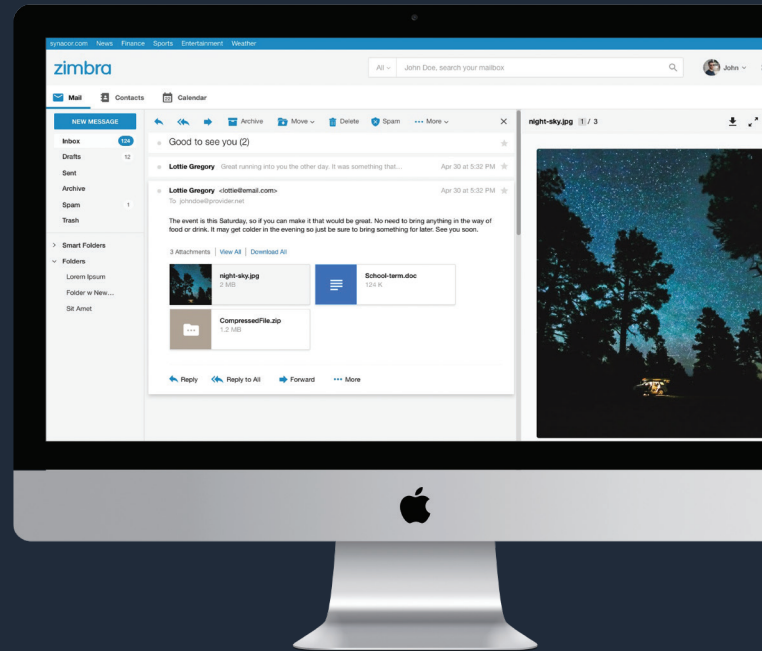 synacor.com News Finance Sports Entertainment Weather
zimbra
All John Doe, search your mailbox
John
Mail Contacts Calendar
NEW MESSAGE
Inbox 124
Drafts 12
Sent
Archive
Spam 1
Trash
Smart Folders
Folders
Lorem Ipsum
Folder w New...
Sit Amet
Archive Move Delete Spam ••• More
Good to see you (2)
Lottie Gregory Great running into you the other day. It was something that... Apr 30 at 5:32 PM
Lottie Gregory <lottie@email.com> Apr 30 at 5:32 PM
To johndoe@provider.net
The event is this Saturday, so if you can make it that would be great. No need to bring anything in the way of
food or drink. It may get colder in the evening so just be sure to bring something for later. See you soon.
3 Attachments | View All | Download All
night-sky.jpg
2 MB
School-term.doc
124 K
CompressedFile.zip
1.2 MB
Reply Reply to All Forward ••• More
night-sky.jpg 1 / 3